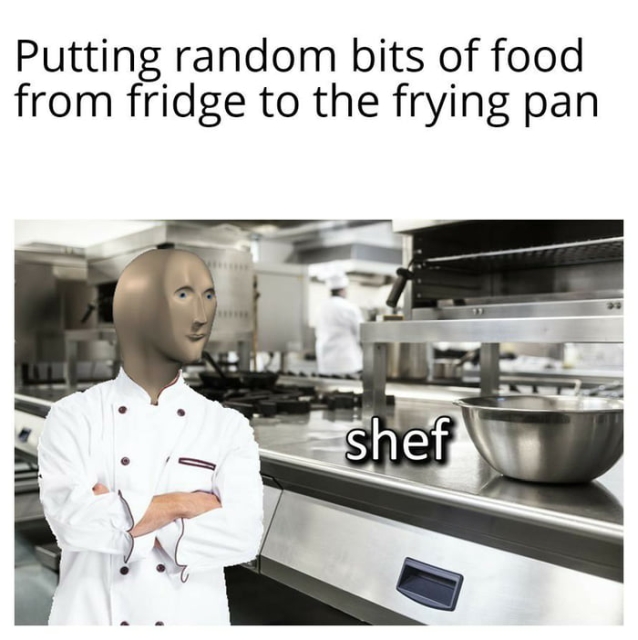 Putting random bits of food
from fridge to the frying pan
shef